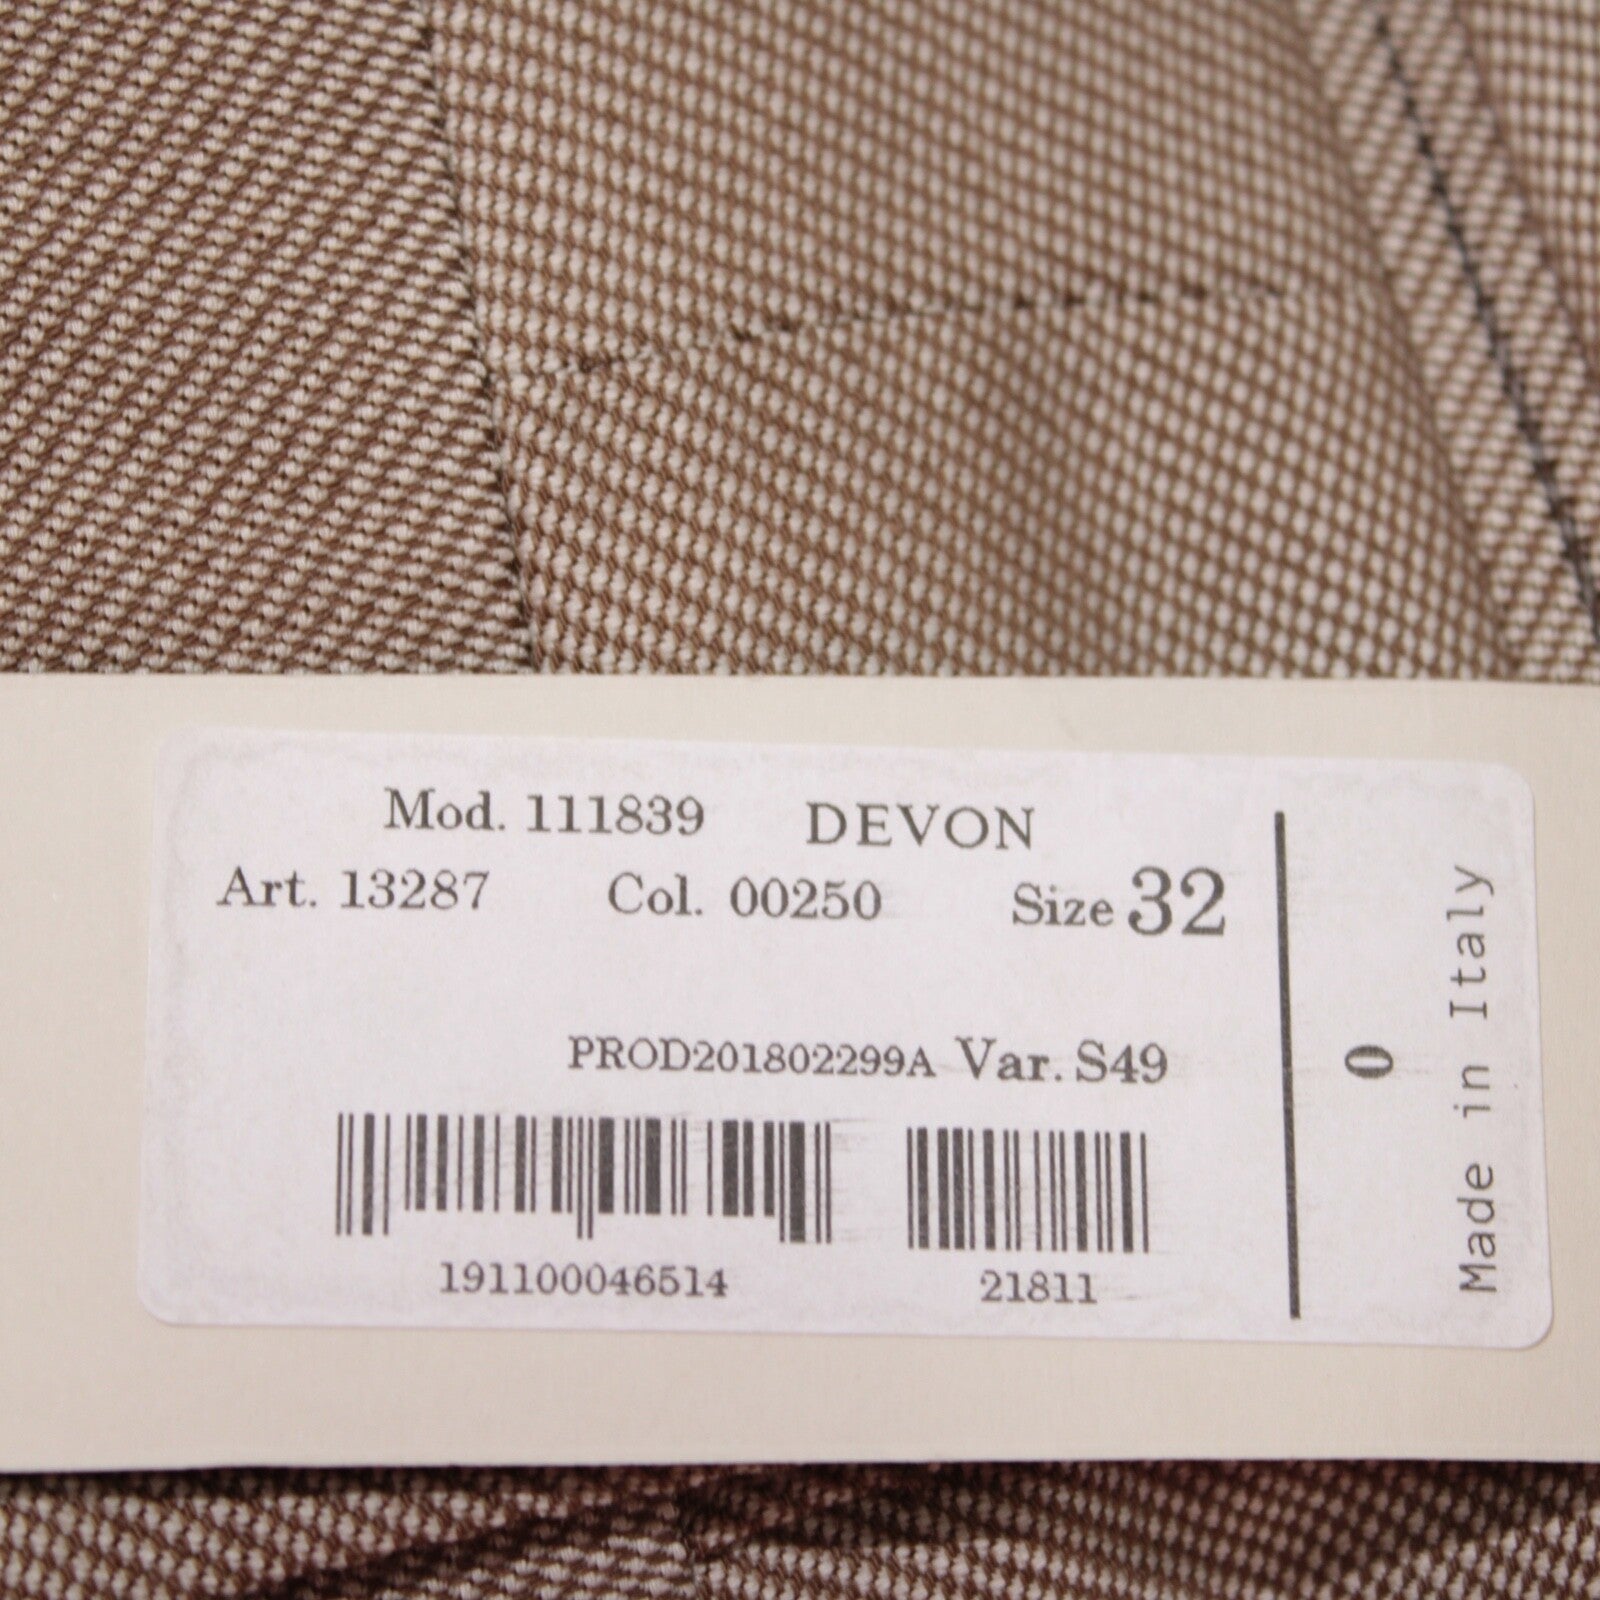 Mod. 111839 DEVON
Art. 13287 Col. 00250 Size 32
PROD201802299A Var. S49
191100046514 21811
0
Made in Italy